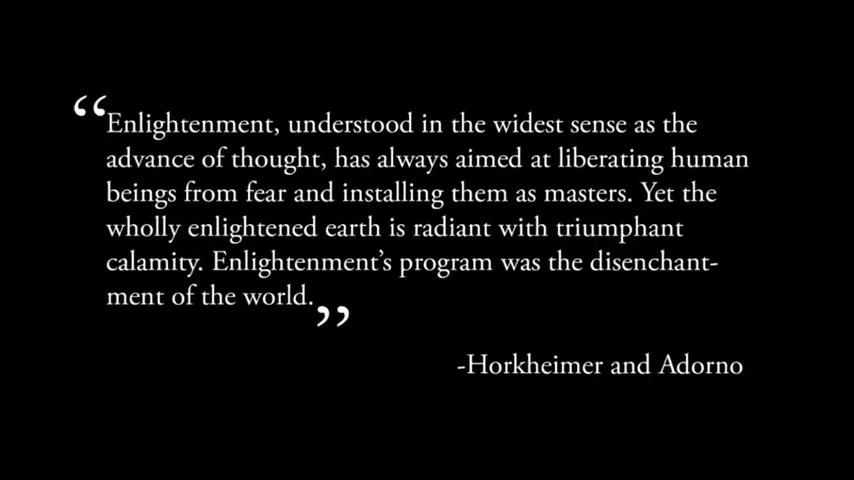 “Enlightenment, understood in the widest sense as the
advance of thought, has always aimed at liberating human
beings from fear and installing them as masters. Yet the
wholly enlightened earth is radiant with triumphant
calamity. Enlightenment’s program was the disenchant-
ment of the world.”
-Horkheimer and Adorno